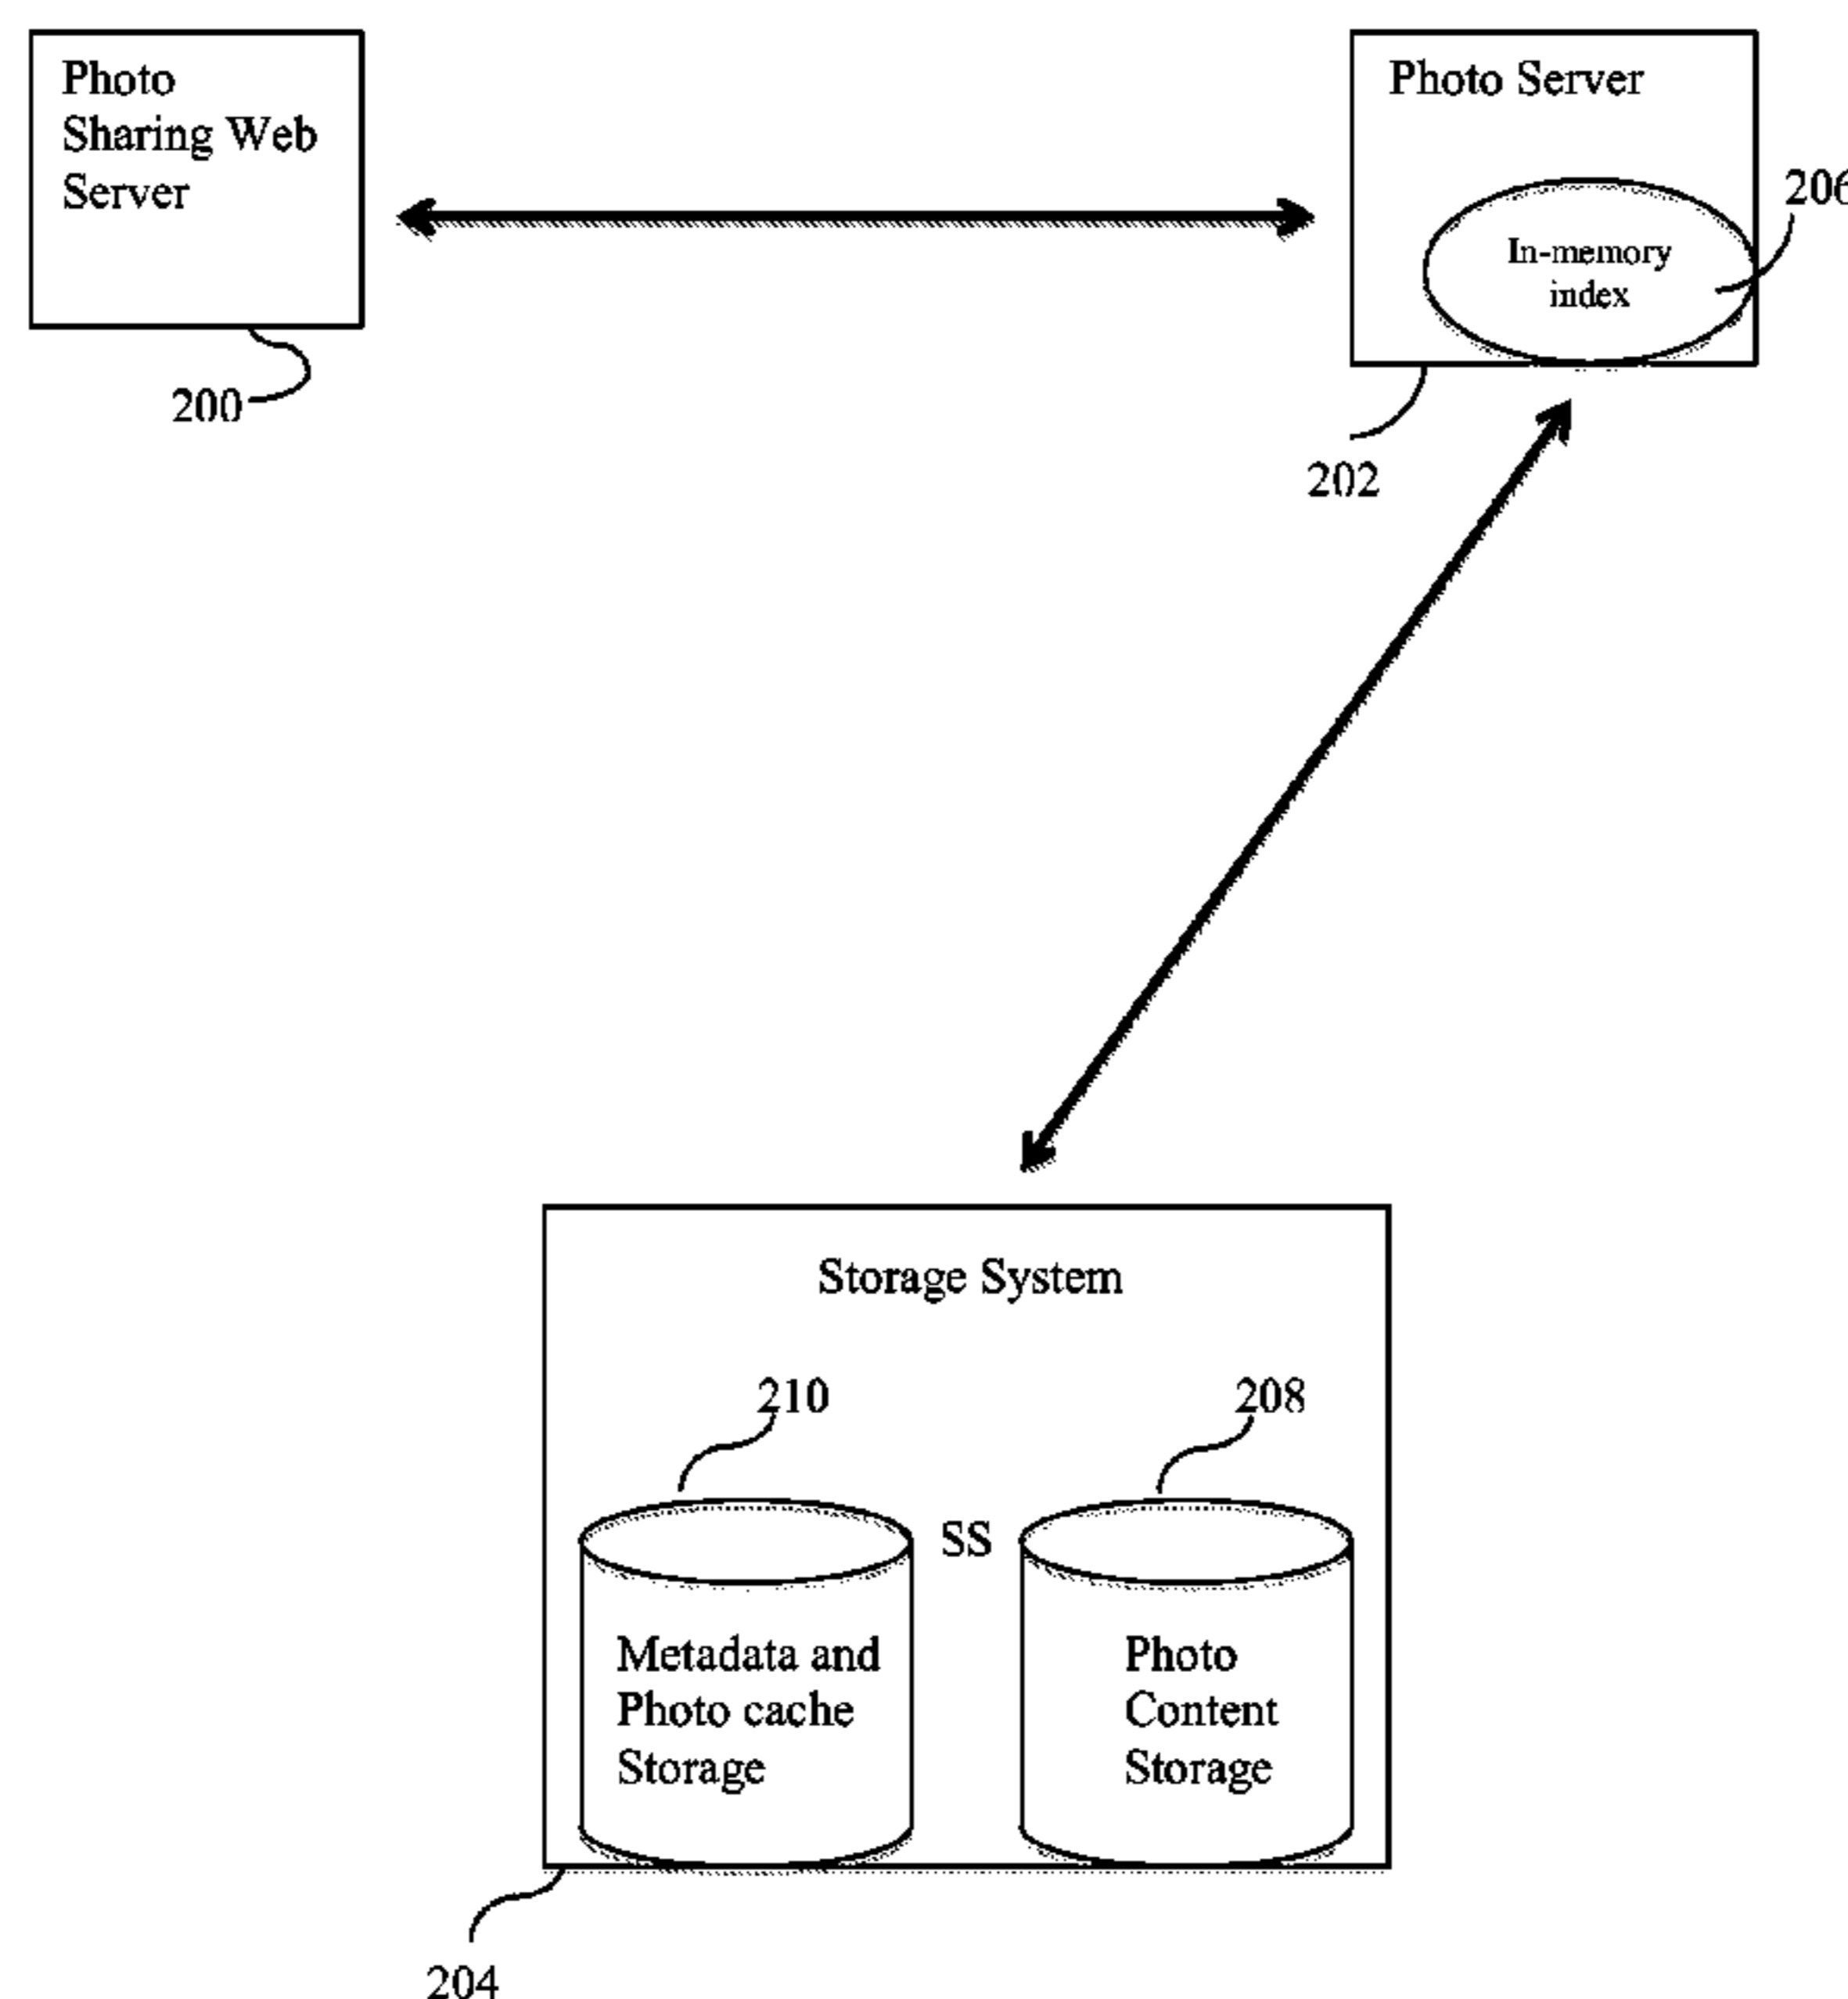 Photo
Sharing Web
Server
200
Photo Server
In-memory
index
206
202
Storage System
210
208
SS
Metadata and
Photo cache
Storage
Photo
Content
Storage
204